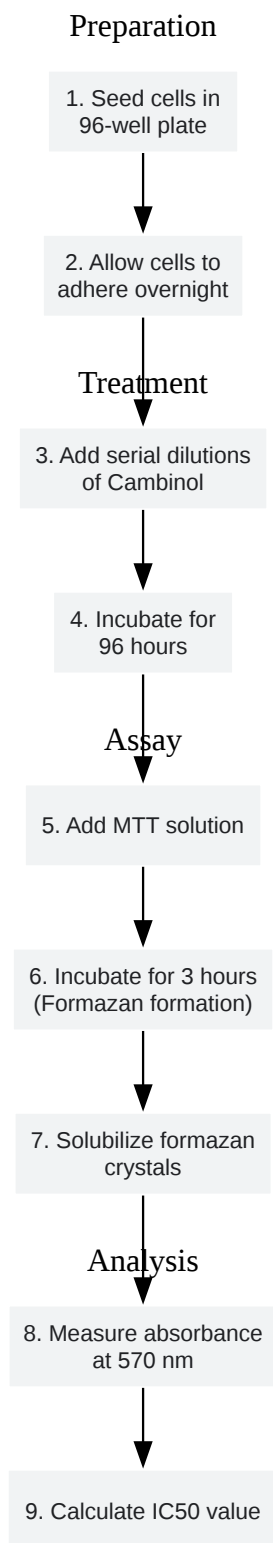 Preparation
1. Seed cells in
96-well plate
2. Allow cells to
adhere overnight
Treatment
3. Add serial dilutions
of Cambinol
4. Incubate for
96 hours
Assay
5. Add MTT solution
6. Incubate for 3 hours
(Formazan formation)
7. Solubilize formazan
crystals
Analysis
8. Measure absorbance
at 570 nm
9. Calculate IC50 value